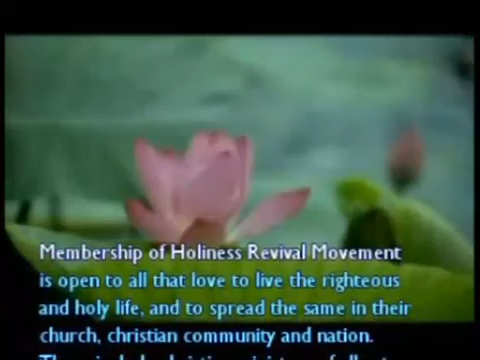 Membership of Holiness Revival Movement
is open to all that love to live the righteous
and holy life, and to spread the same in their
church, christian community and nation.